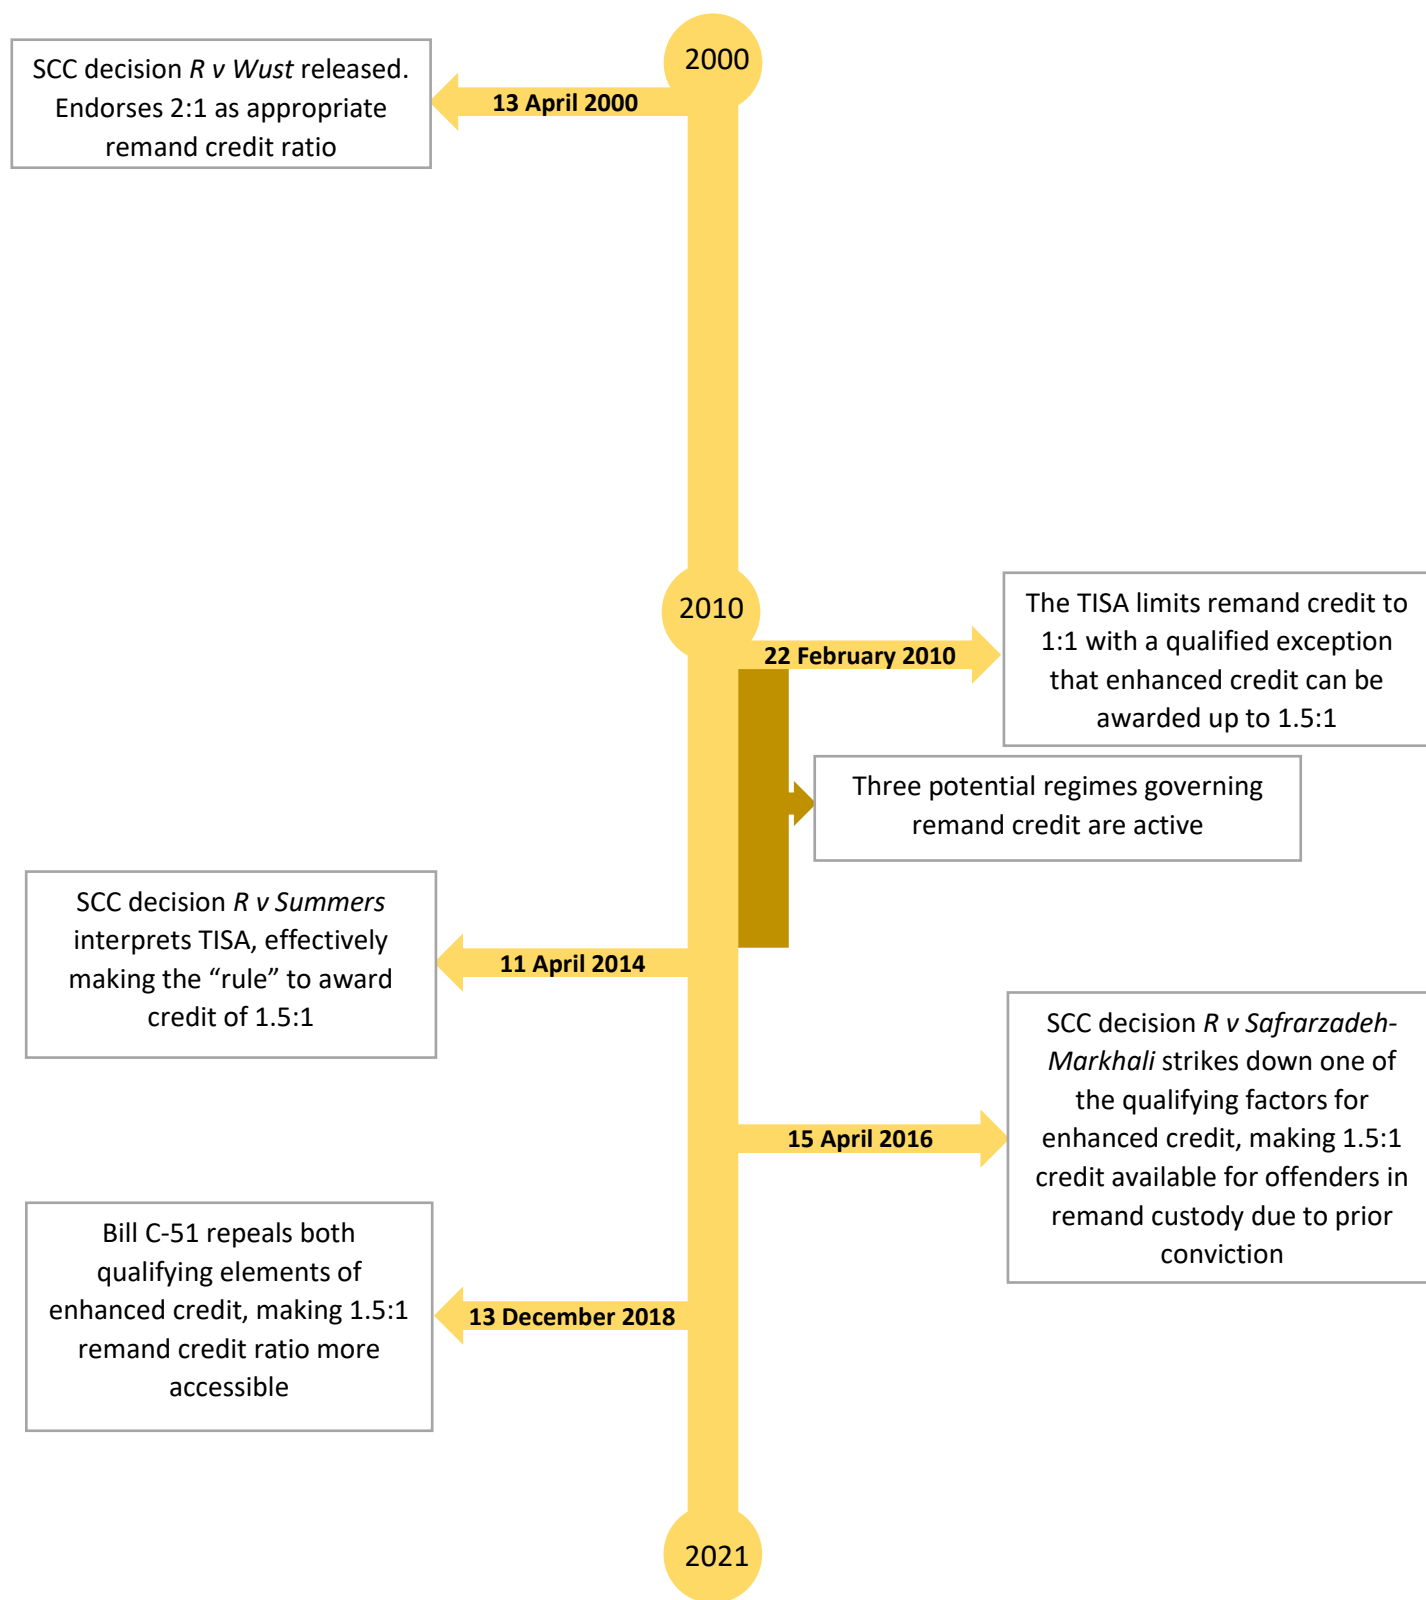 2000
SCC decision R v Wust released.
Endorses 2:1 as appropriate
remand credit ratio
13 April 2000
2010
22 February 2010
The TISA limits remand credit to
1:1 with a qualified exception
that enhanced credit can be
awarded up to 1.5:1
Three potential regimes governing
remand credit are active
SCC decision R v Summers
interprets TISA, effectively
making the “rule” to award
credit of 1.5:1
11 April 2014
15 April 2016
SCC decision R v Safrarzadeh-
Markhali strikes down one of
the qualifying factors for
enhanced credit, making 1.5:1
credit available for offenders in
remand custody due to prior
conviction
Bill C-51 repeals both
qualifying elements of
enhanced credit, making 1.5:1
remand credit ratio more
accessible
13 December 2018
2021